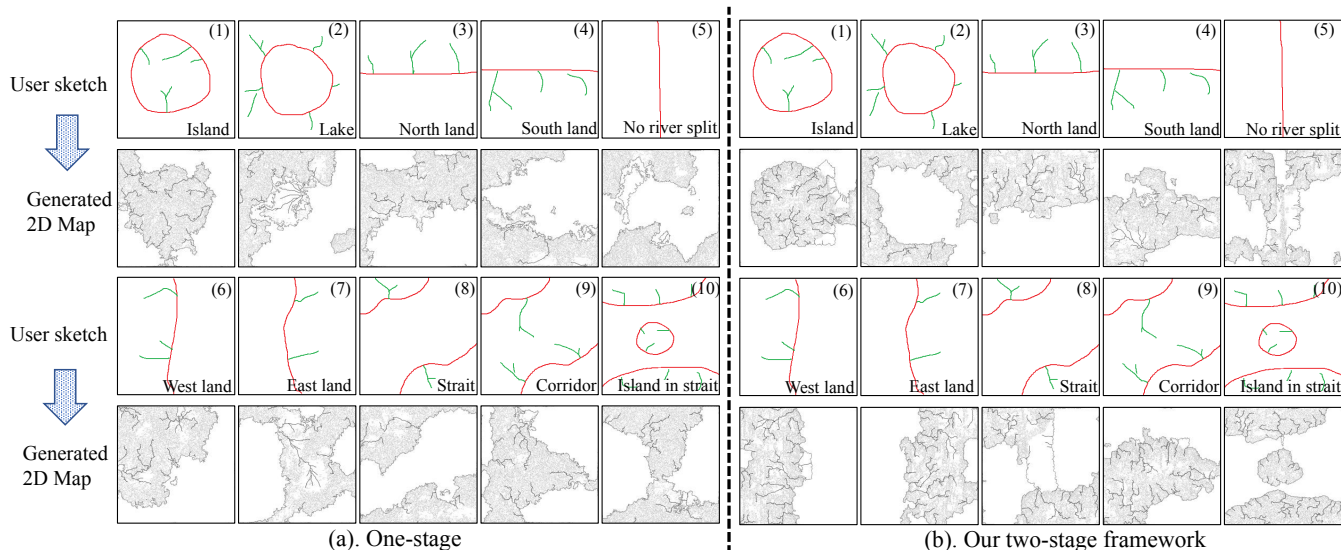 (1) (2) (3) (4) (5) (1) (2) (3) (4) (5)
User sketch
Island Lake North land South land No river split Island Lake North land South land No river split
Generated
2D Map
(6) (7) (8) (9) (10) (6) (7) (8) (9) (10)
User sketch
West land East land Strait Corridor Island in strait West land East land Strait Corridor Island in strait
Generated
2D Map
(a). One-stage (b). Our two-stage framework